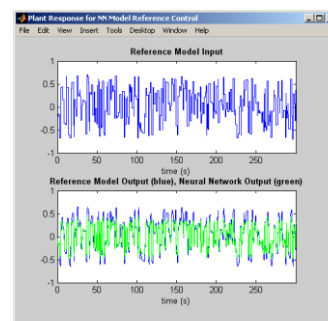 Plant Response for NN Model Reference Control
File Edit View Insert Tools Desktop Window Help
Reference Model Input
1
0.5
0
-0.5
-1
0 50 100 150 200 250
time (s)
Reference Model Output (blue), Neural Network Output (green)
1
0.5
0
-0.5
-1
0 50 100 150 200 250
time (s)